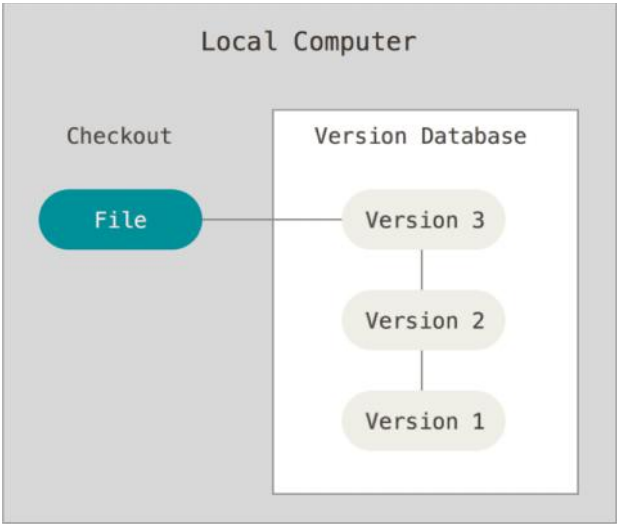 Local Computer
Checkout
Version Database
File
Version 3
Version 2
Version 1